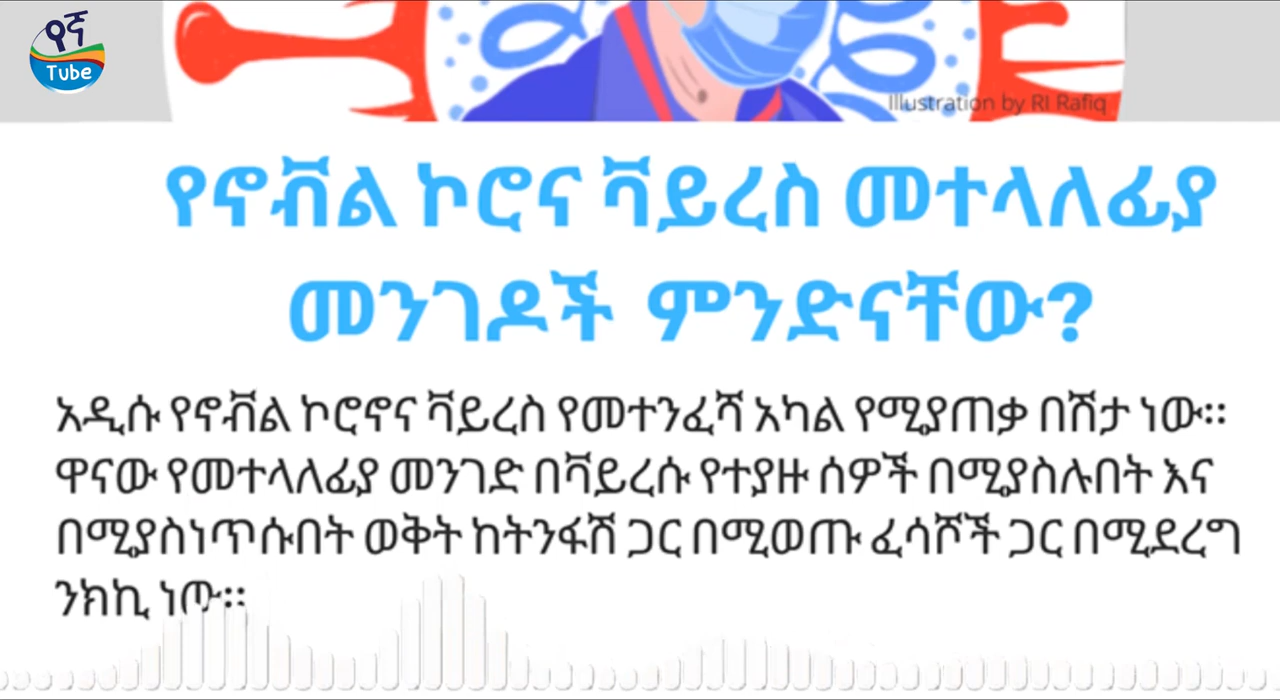 የኛ
Tube
Illustration by RI Rafiq
የኖቭል ኮሮና ቫይረስ መተላለፊያ
መንገዶች ምንድናቸው?
አዲሱ የኖቭል ኮሮኖና ቫይረስ የመተንፈሻ አካል የሚያጠቃ በሽታ ነው፡፡
ዋናው የመተላለፊያ መንገድ በቫይረሱ የተያዙ ሰዎች በሚያስሉበት እና
በሚያስነጥሱበት ወቅት ከትንፋሽ ጋር በሚወጡ ፈሳሾች ጋር በሚደረግ
ንክኪ ነው፡፡